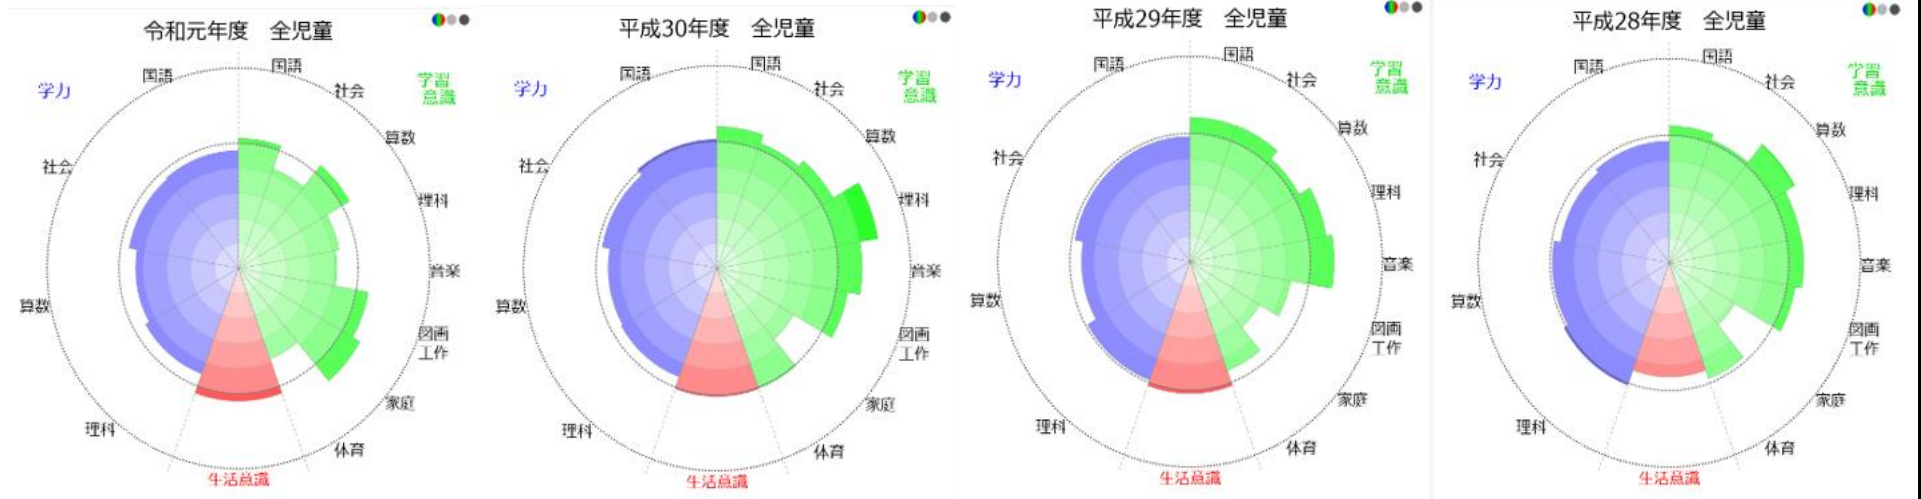 令和元年度　全児童
学力
学習
意識
国語
国語
社会
社会
算数
理科
音楽
算数
図画
工作
家庭
理科
体育
生活意識
平成30年度　全児童
学力
学習
意識
国語
国語
社会
社会
算数
理科
音楽
算数
図画
工作
家庭
理科
体育
生活意識
平成29年度　全児童
学力
学習
意識
国語
国語
社会
社会
算数
理科
音楽
算数
図画
工作
家庭
理科
体育
生活意識
平成28年度　全児童
学力
学習
意識
国語
国語
社会
社会
算数
理科
音楽
算数
図画
工作
家庭
理科
体育
生活意識